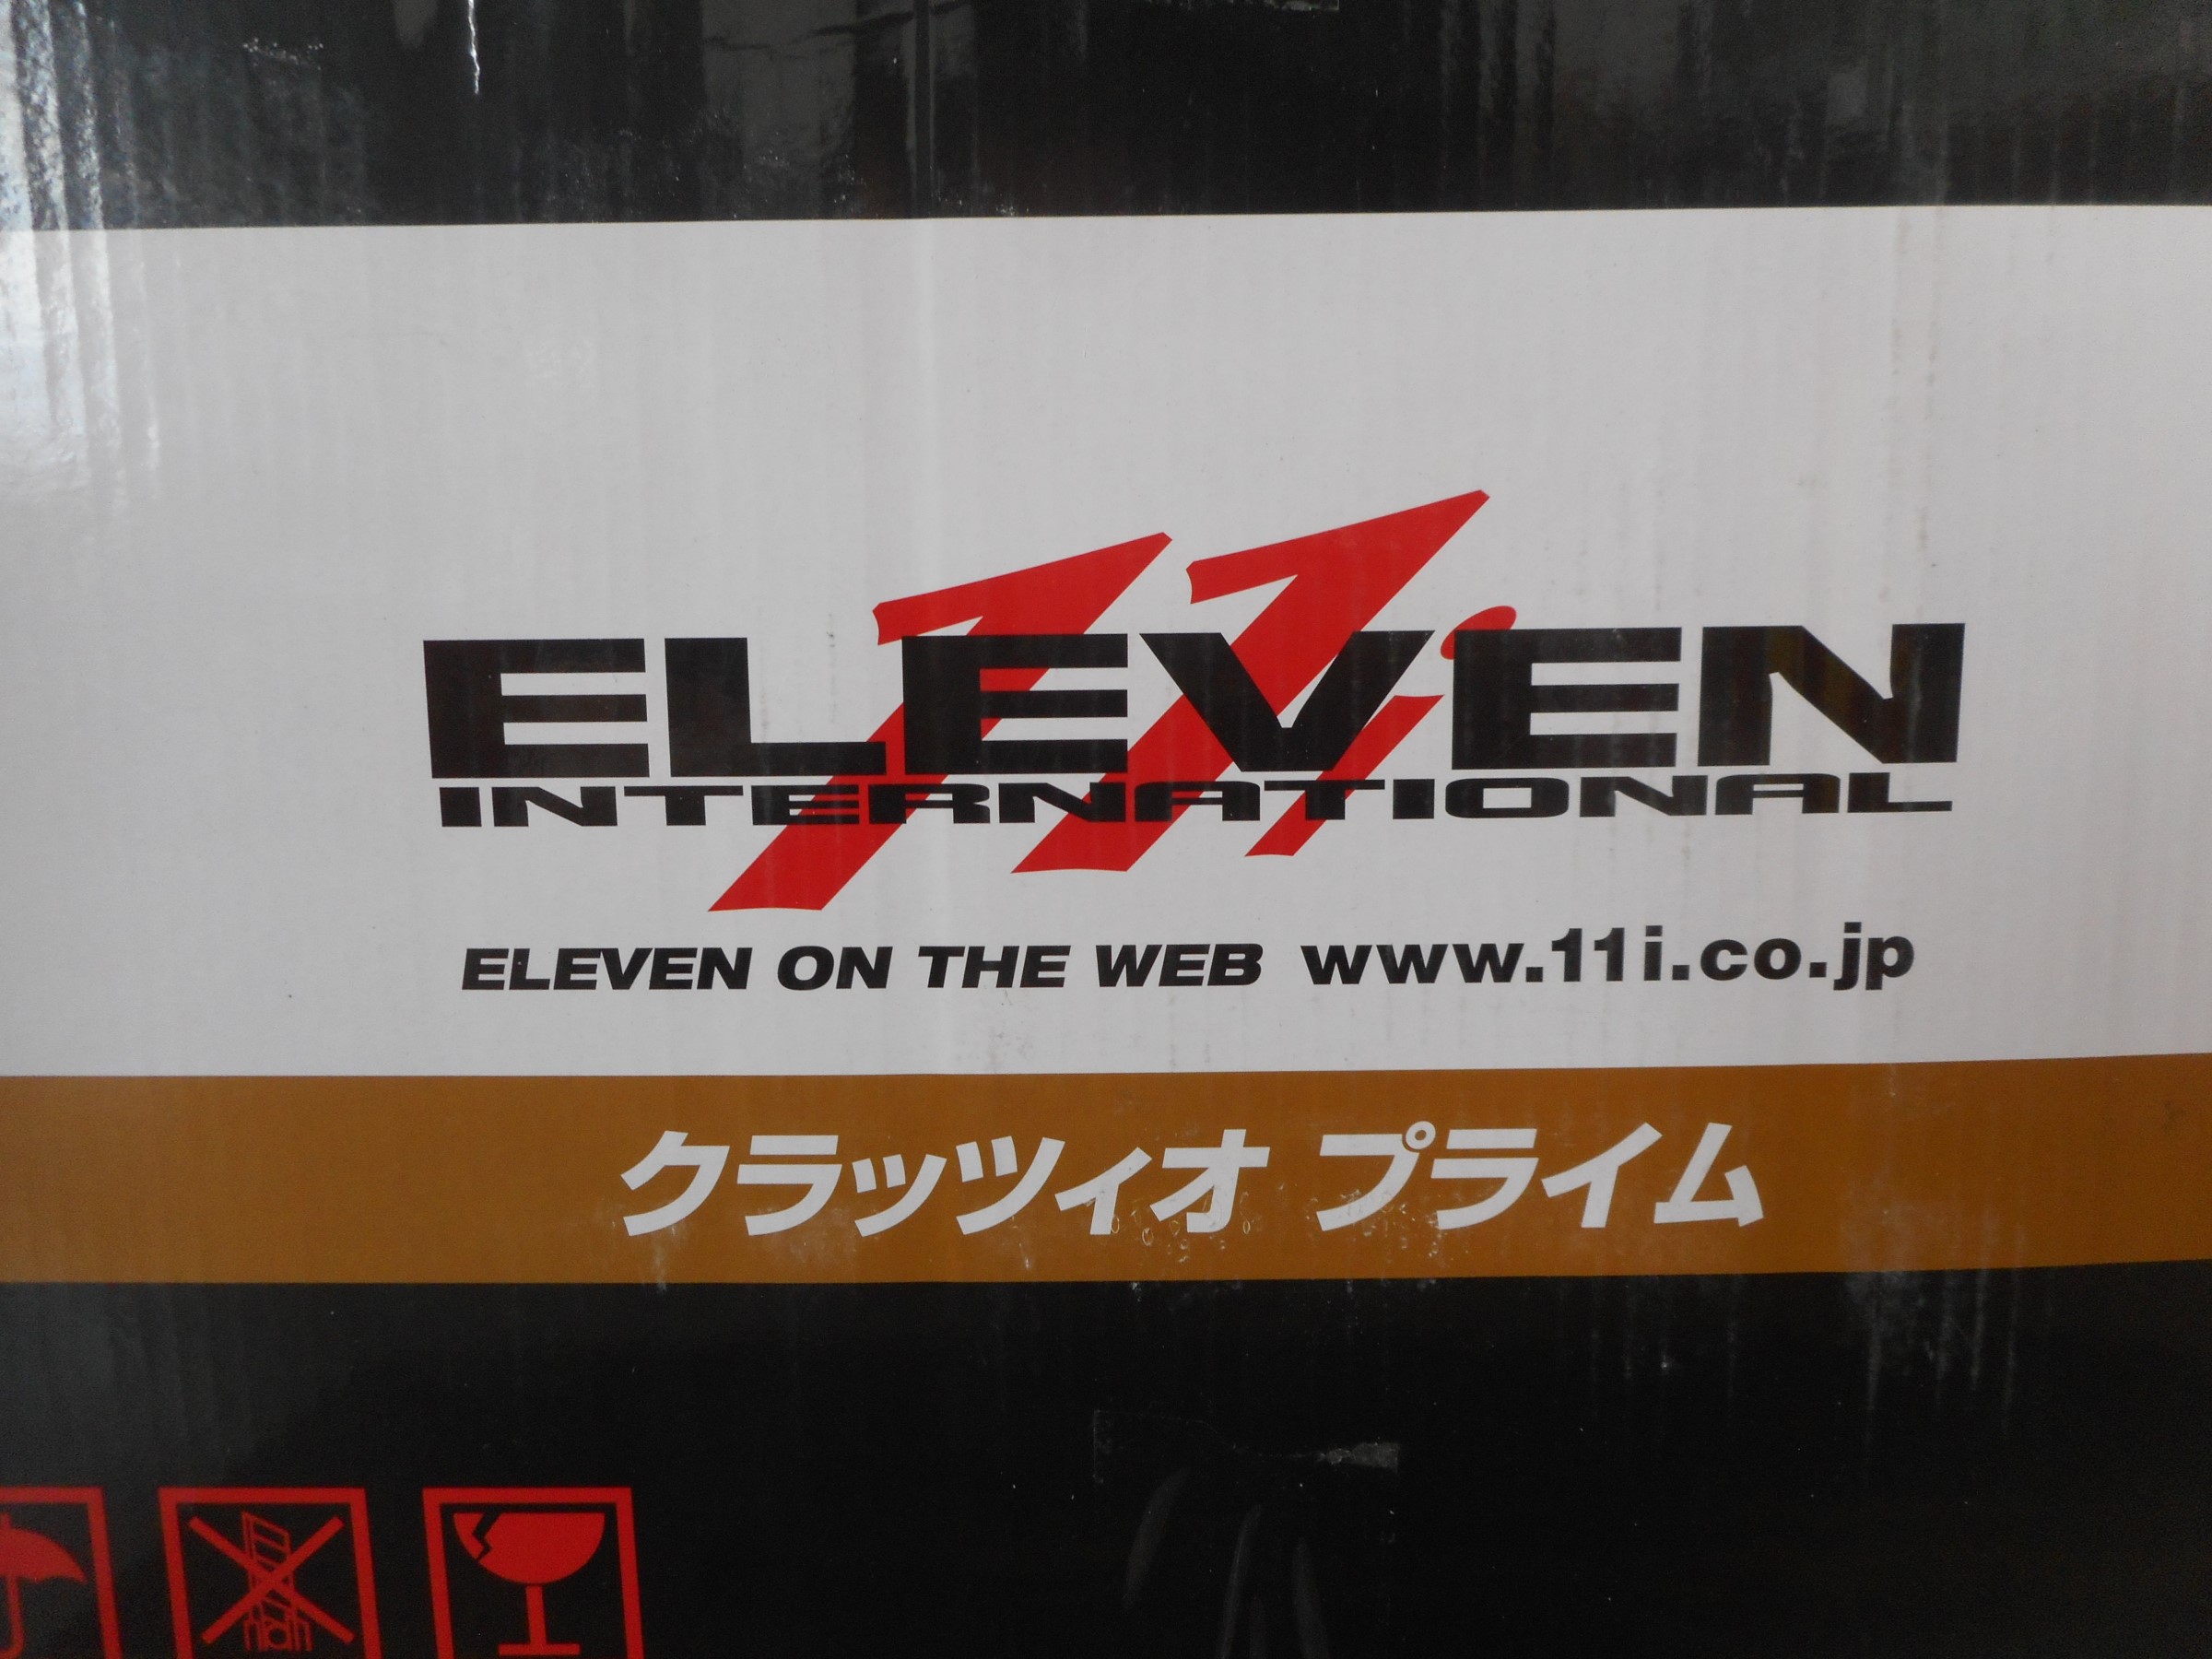 11i
ELEVEN
INTERNATIONAL
ELEVEN ON THE WEB www.11i.co.jp
クラッツィオ プライム